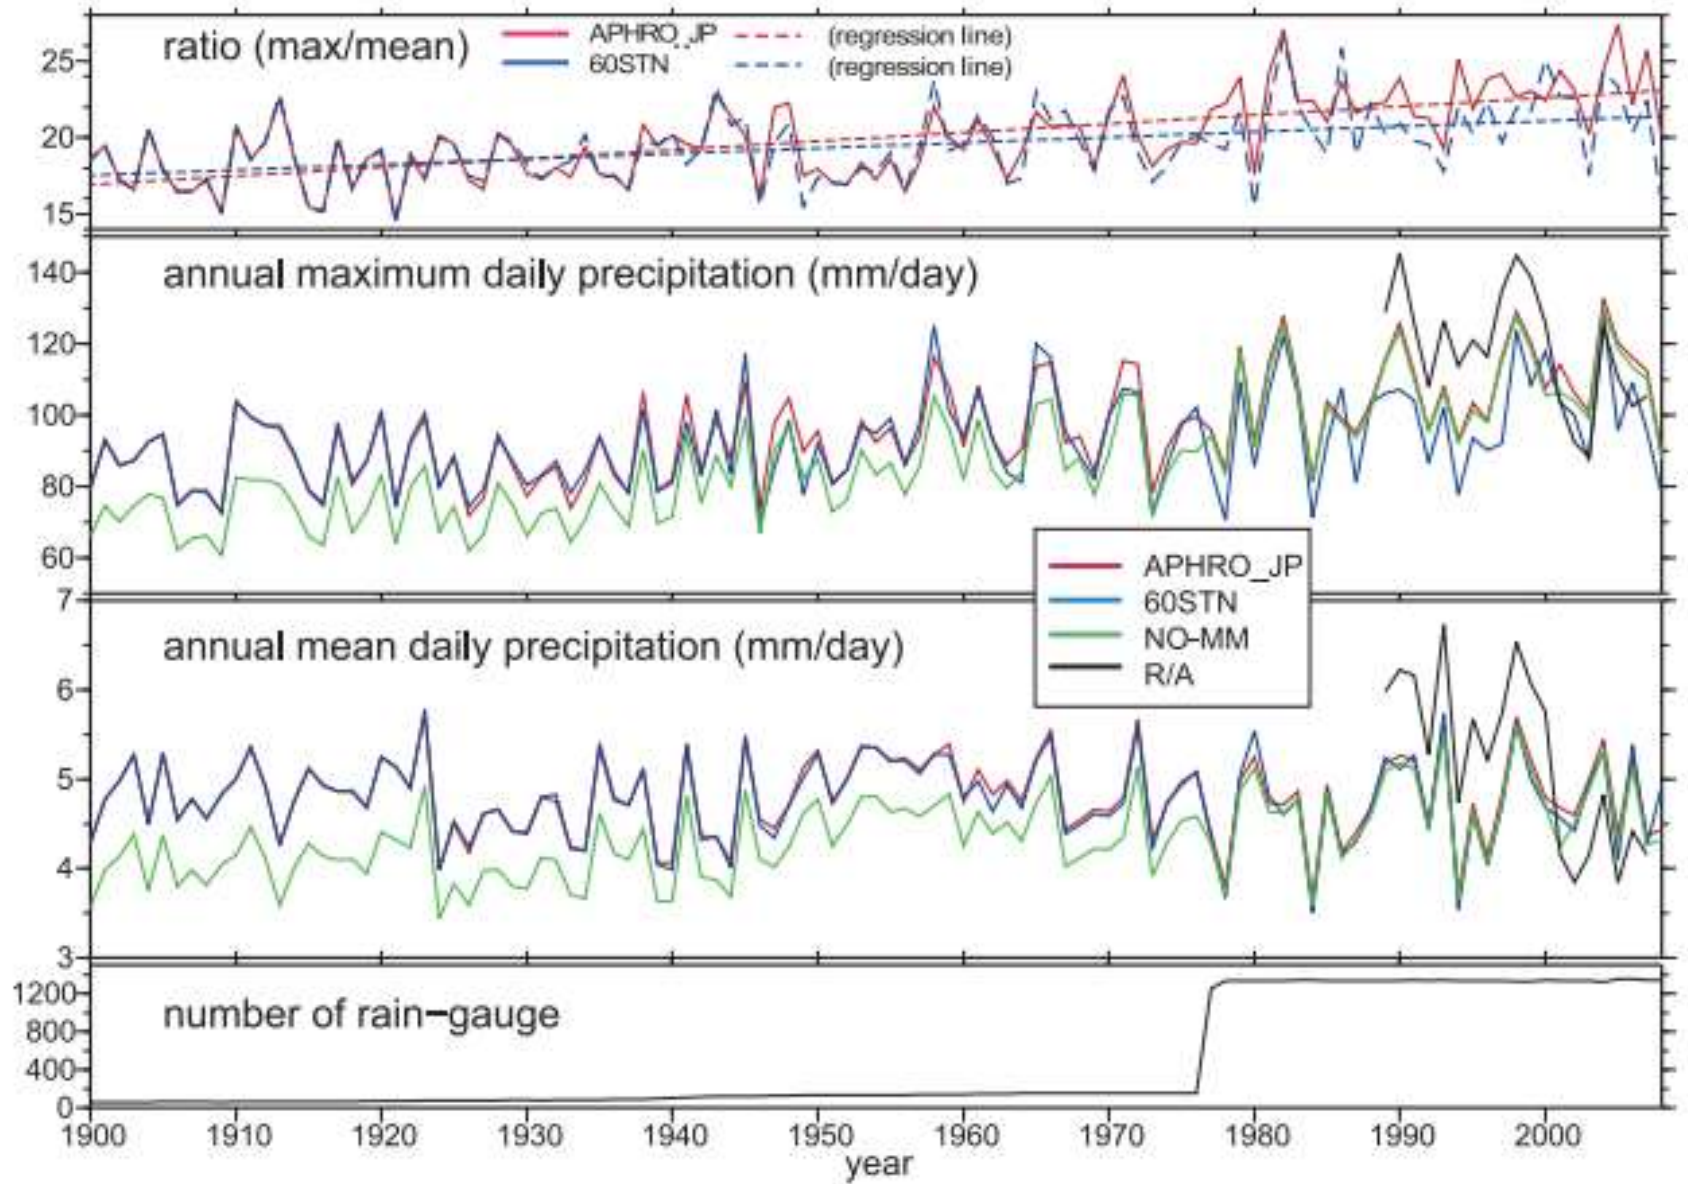 ratio (max/mean)
APHRO_JP
(regression line)
60STN
(regression line)
25
20
15
annual maximum daily precipitation (mm/day)
140
120
100
80
60
APHRO_JP
60STN
NO-MM
R/A
annual mean daily precipitation (mm/day)
7
6
5
4
3
number of rain-gauge
1200
800
400
0
1900 1910 1920 1930 1940 1950 1960 1970 1980 1990 2000
year